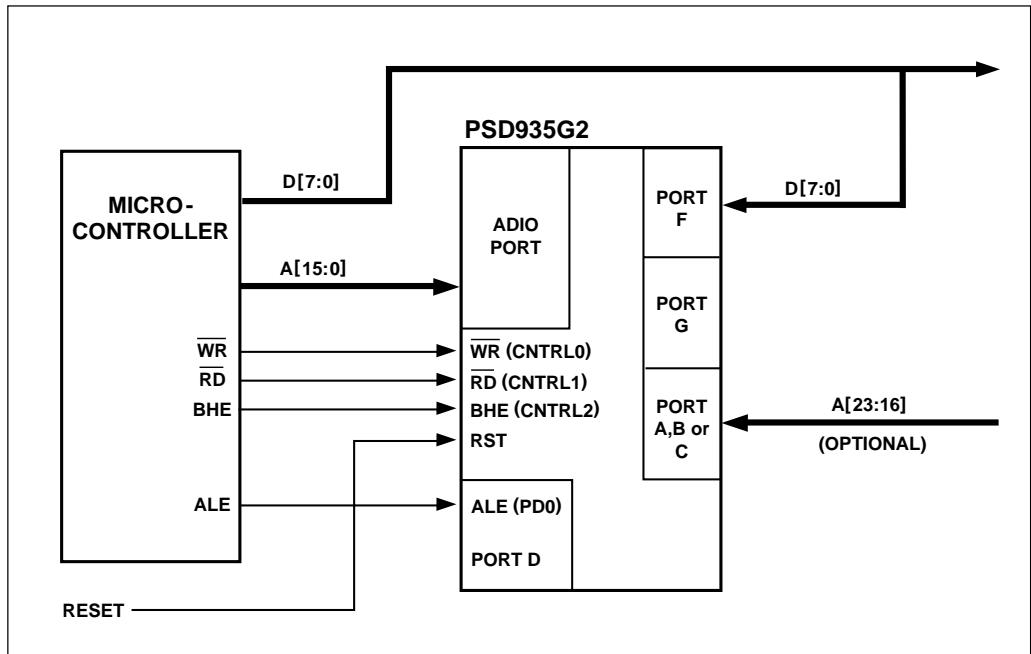 PSD935G2
D[7:0]
MICRO-
CONTROLLER
A[15:0]
WR
RD
BHE
ALE
RESET
ADIO
PORT
WR (CNTRL0)
RD (CNTRL1)
BHE (CNTRL2)
RST
ALE (PD0)
PORT D
PORT
F
PORT
G
PORT
A,B or
C
D[7:0]
A[23:16]
(OPTIONAL)